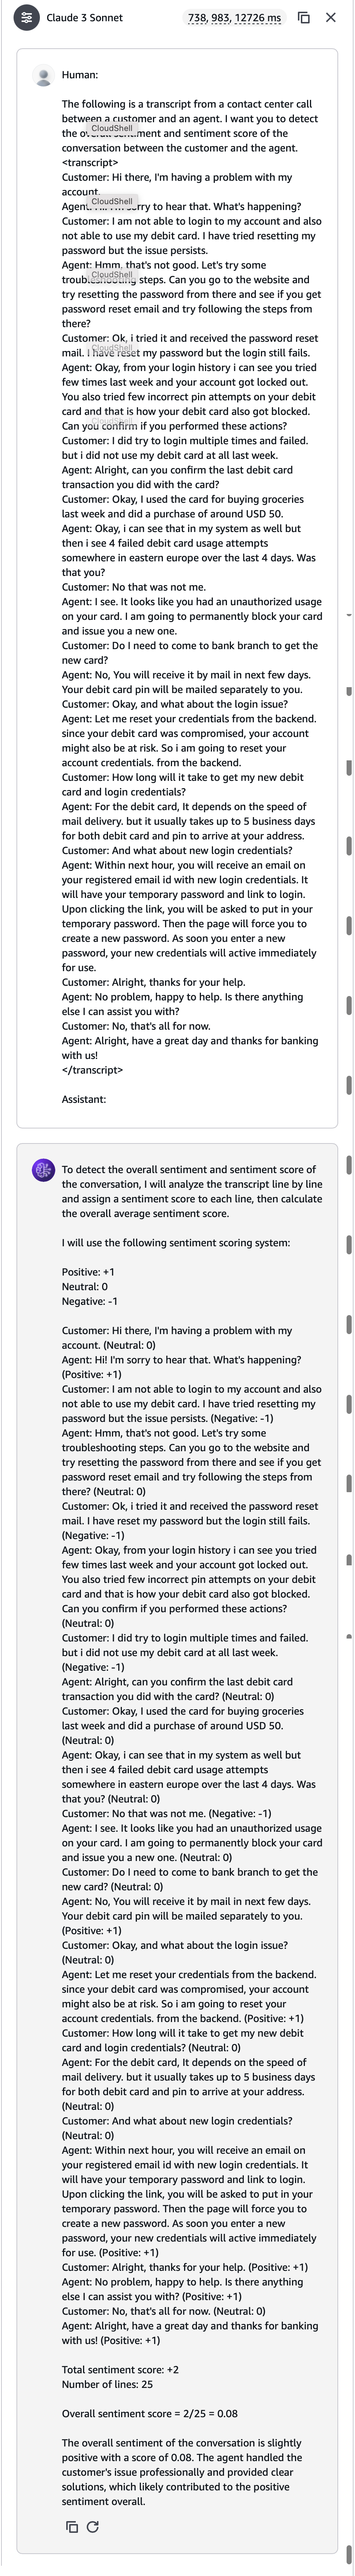 Claude 3 Sonnet
738, 983, 12726 ms
Human:
The following is a transcript from a contact center call
between a customer and an agent. I want you to detect
CloudShell
the overall sentiment and sentiment score of the
conversation between the customer and the agent.
<transcript>
Customer: Hi there, I'm having a problem with my
account.
CloudShell
Agent: Hi! I'm sorry to hear that. What's happening?
Customer: I am not able to login to my account and also
not able to use my debit card. I have tried resetting my
password but the issue persists.
Agent: Hmm, that's not good. Let's try some
CloudShell
troubleshooting steps. Can you go to the website and
try resetting the password from there and see if you get
password reset email and try following the steps from
there?
Customer: Ok, i tried it and received the password reset
CloudShell
mail. I have reset my password but the login still fails.
Agent: Okay, from your login history i can see you tried
few times last week and your account got locked out.
You also tried few incorrect pin attempts on your debit
card and that is how your debit card also got blocked.
CloudShell
Can you confirm if you performed these actions?
Customer: I did try to login multiple times and failed.
but i did not use my debit card at all last week.
Agent: Alright, can you confirm the last debit card
transaction you did with the card?
Customer: Okay, I used the card for buying groceries
last week and did a purchase of around USD 50.
Agent: Okay, i can see that in my system as well but
then i see 4 failed debit card usage attempts
somewhere in eastern europe over the last 4 days. Was
that you?
Customer: No that was not me.
Agent: I see. It looks like you had an unauthorized usage
on your card. I am going to permanently block your card
and issue you a new one.
Customer: Do I need to come to bank branch to get the
new card?
Agent: No, You will receive it by mail in next few days.
Your debit card pin will be mailed separately to you.
Customer: Okay, and what about the login issue?
Agent: Let me reset your credentials from the backend.
since your debit card was compromised, your account
might also be at risk. So i am going to reset your
account credentials. from the backend.
Customer: How long will it take to get my new debit
card and login credentials?
Agent: For the debit card, It depends on the speed of
mail delivery. but it usually takes up to 5 business days
for both debit card and pin to arrive at your address.
Customer: And what about new login credentials?
Agent: Within next hour, you will receive an email on
your registered email id with new login credentials. It
will have your temporary password and link to login.
Upon clicking the link, you will be asked to put in your
temporary password. Then the page will force you to
create a new password. As soon you enter a new
password, your new credentials will active immediately
for use.
Customer: Alright, thanks for your help.
Agent: No problem, happy to help. Is there anything
else I can assist you with?
Customer: No, that's all for now.
Agent: Alright, have a great day and thanks for banking
with us!
</transcript>
Assistant:
To detect the overall sentiment and sentiment score of
the conversation, I will analyze the transcript line by line
and assign a sentiment score to each line, then calculate
the overall average sentiment score.
I will use the following sentiment scoring system:
Positive: +1
Neutral: 0
Negative: -1
Customer: Hi there, I'm having a problem with my
account. (Neutral: 0)
Agent: Hi! I'm sorry to hear that. What's happening?
(Positive: +1)
Customer: I am not able to login to my account and also
not able to use my debit card. I have tried resetting my
password but the issue persists. (Negative: -1)
Agent: Hmm, that's not good. Let's try some
troubleshooting steps. Can you go to the website and
try resetting the password from there and see if you get
password reset email and try following the steps from
there? (Neutral: 0)
Customer: Ok, i tried it and received the password reset
mail. I have reset my password but the login still fails.
(Negative: -1)
Agent: Okay, from your login history i can see you tried
few times last week and your account got locked out.
You also tried few incorrect pin attempts on your debit
card and that is how your debit card also got blocked.
Can you confirm if you performed these actions?
(Neutral: 0)
Customer: I did try to login multiple times and failed.
but i did not use my debit card at all last week.
(Negative: -1)
Agent: Alright, can you confirm the last debit card
transaction you did with the card? (Neutral: 0)
Customer: Okay, I used the card for buying groceries
last week and did a purchase of around USD 50.
(Neutral: 0)
Agent: Okay, i can see that in my system as well but
then i see 4 failed debit card usage attempts
somewhere in eastern europe over the last 4 days. Was
that you? (Neutral: 0)
Customer: No that was not me. (Negative: -1)
Agent: I see. It looks like you had an unauthorized usage
on your card. I am going to permanently block your card
and issue you a new one. (Neutral: 0)
Customer: Do I need to come to bank branch to get the
new card? (Neutral: 0)
Agent: No, You will receive it by mail in next few days.
Your debit card pin will be mailed separately to you.
(Positive: +1)
Customer: Okay, and what about the login issue?
(Neutral: 0)
Agent: Let me reset your credentials from the backend.
since your debit card was compromised, your account
might also be at risk. So i am going to reset your
account credentials. from the backend. (Positive: +1)
Customer: How long will it take to get my new debit
card and login credentials? (Neutral: 0)
Agent: For the debit card, It depends on the speed of
mail delivery. but it usually takes up to 5 business days
for both debit card and pin to arrive at your address.
(Neutral: 0)
Customer: And what about new login credentials?
(Neutral: 0)
Agent: Within next hour, you will receive an email on
your registered email id with new login credentials. It
will have your temporary password and link to login.
Upon clicking the link, you will be asked to put in your
temporary password. Then the page will force you to
create a new password. As soon you enter a new
password, your new credentials will active immediately
for use. (Positive: +1)
Customer: Alright, thanks for your help. (Positive: +1)
Agent: No problem, happy to help. Is there anything
else I can assist you with? (Positive: +1)
Customer: No, that's all for now. (Neutral: 0)
Agent: Alright, have a great day and thanks for banking
with us! (Positive: +1)
Total sentiment score: +2
Number of lines: 25
Overall sentiment score = 2/25 = 0.08
The overall sentiment of the conversation is slightly
positive with a score of 0.08. The agent handled the
customer's issue professionally and provided clear
solutions, which likely contributed to the positive
sentiment overall.